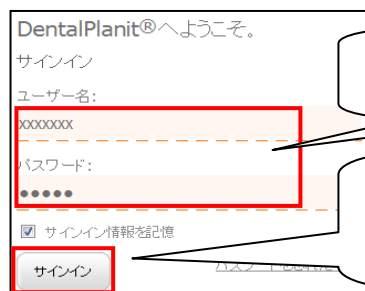 DentalPlanit®へようこそ。
サインイン
ユーザー名:
xxxxxxx
パスワード:
●●●●●
サインイン情報を記憶
サインイン